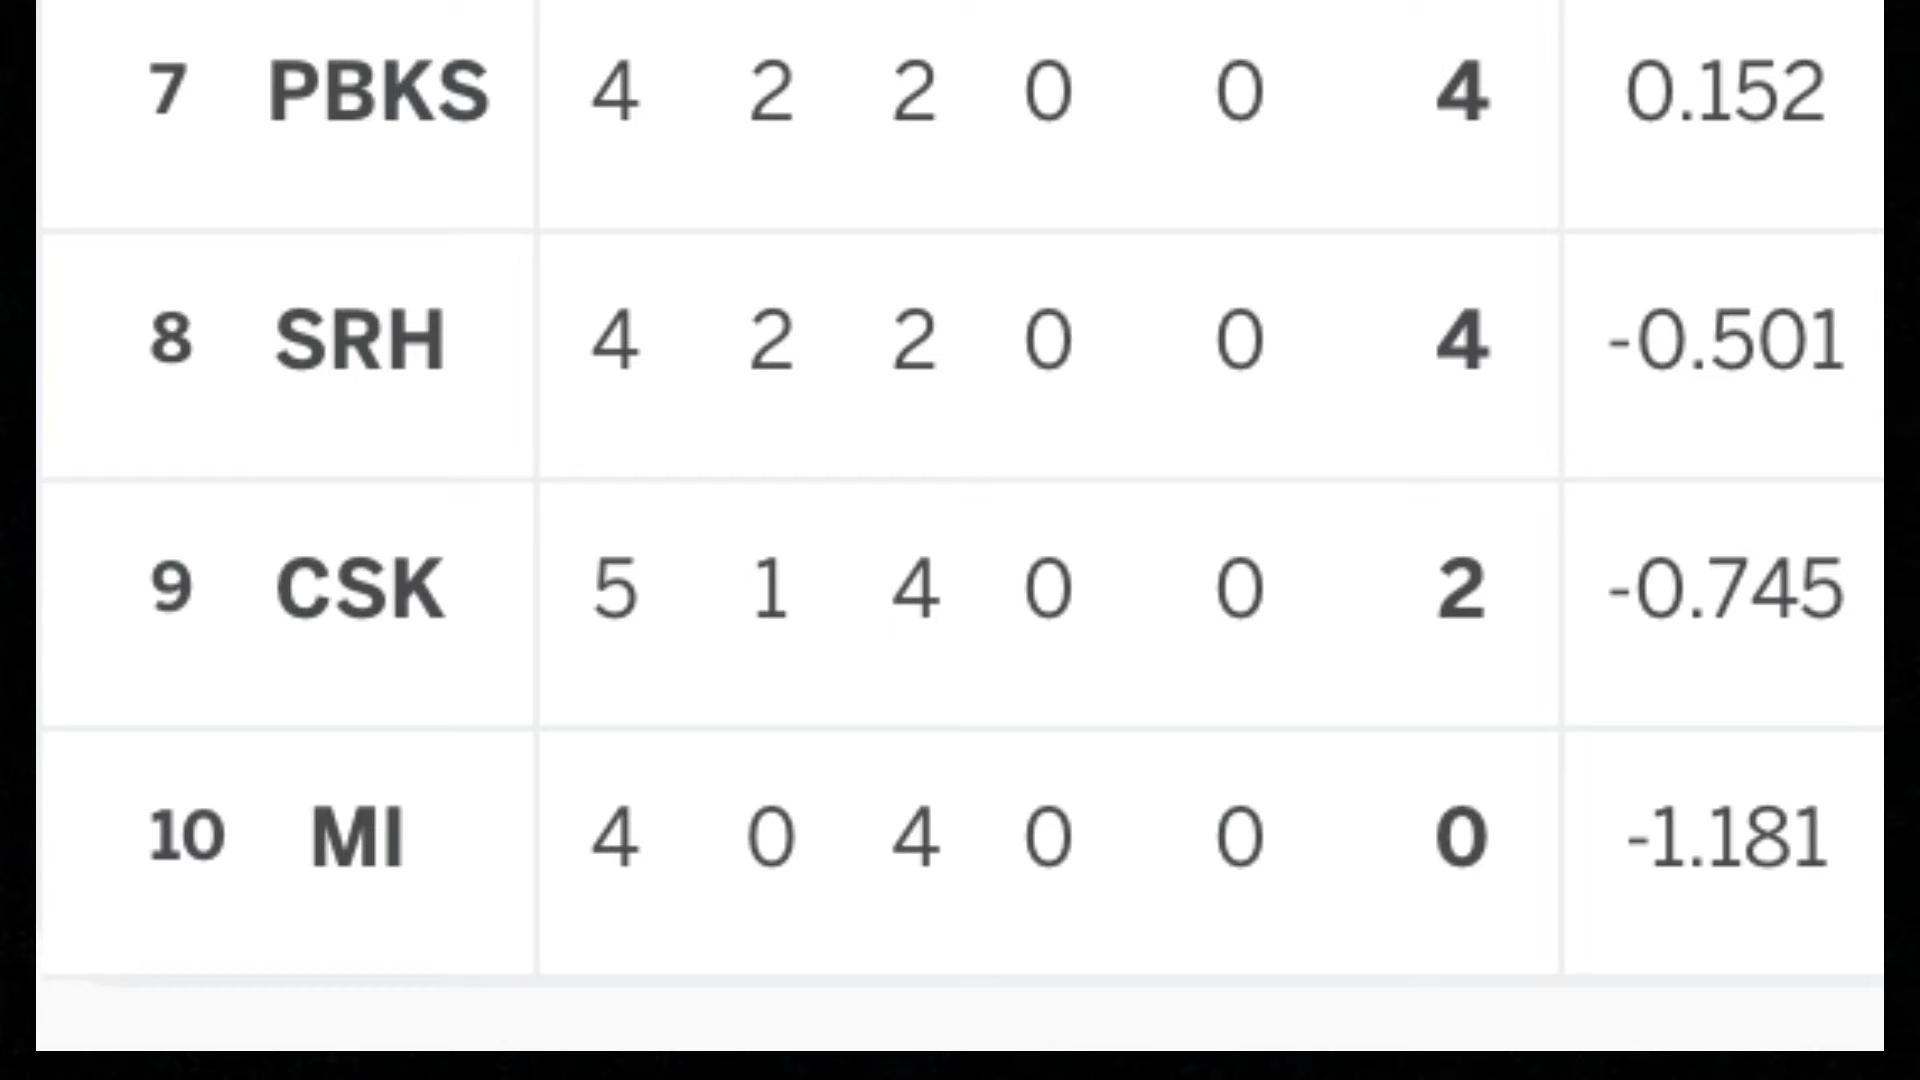 7 PBKS 4 2 2 0 0 4 0.152
8 SRH 4 2 2 0 0 4 -0.501
9 CSK 5 1 4 0 0 2 -0.745
10 MI 4 0 4 0 0 0 -1.181